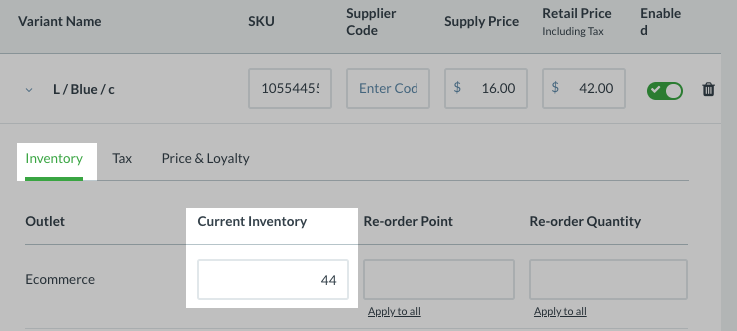 Variant Name SKU Supplier Code Supply Price Retail Price Including Tax Enabled
L / Blue / c 10554455 Enter Cod $ 16.00 $ 42.00
Inventory Tax Price & Loyalty
Outlet Current Inventory Re-order Point Re-order Quantity
Ecommerce 44
Apply to all Apply to all